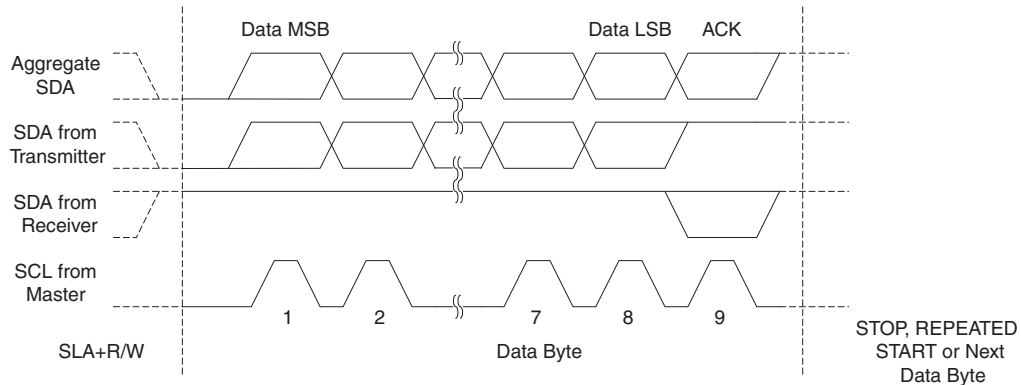 Data MSB
Data LSB
ACK
Aggregate
SDA
SDA from
Transmitter
SDA from
Receiver
SCL from
Master
1
2
7
8
9
SLA+R/W
Data Byte
STOP, REPEATED
START or Next
Data Byte